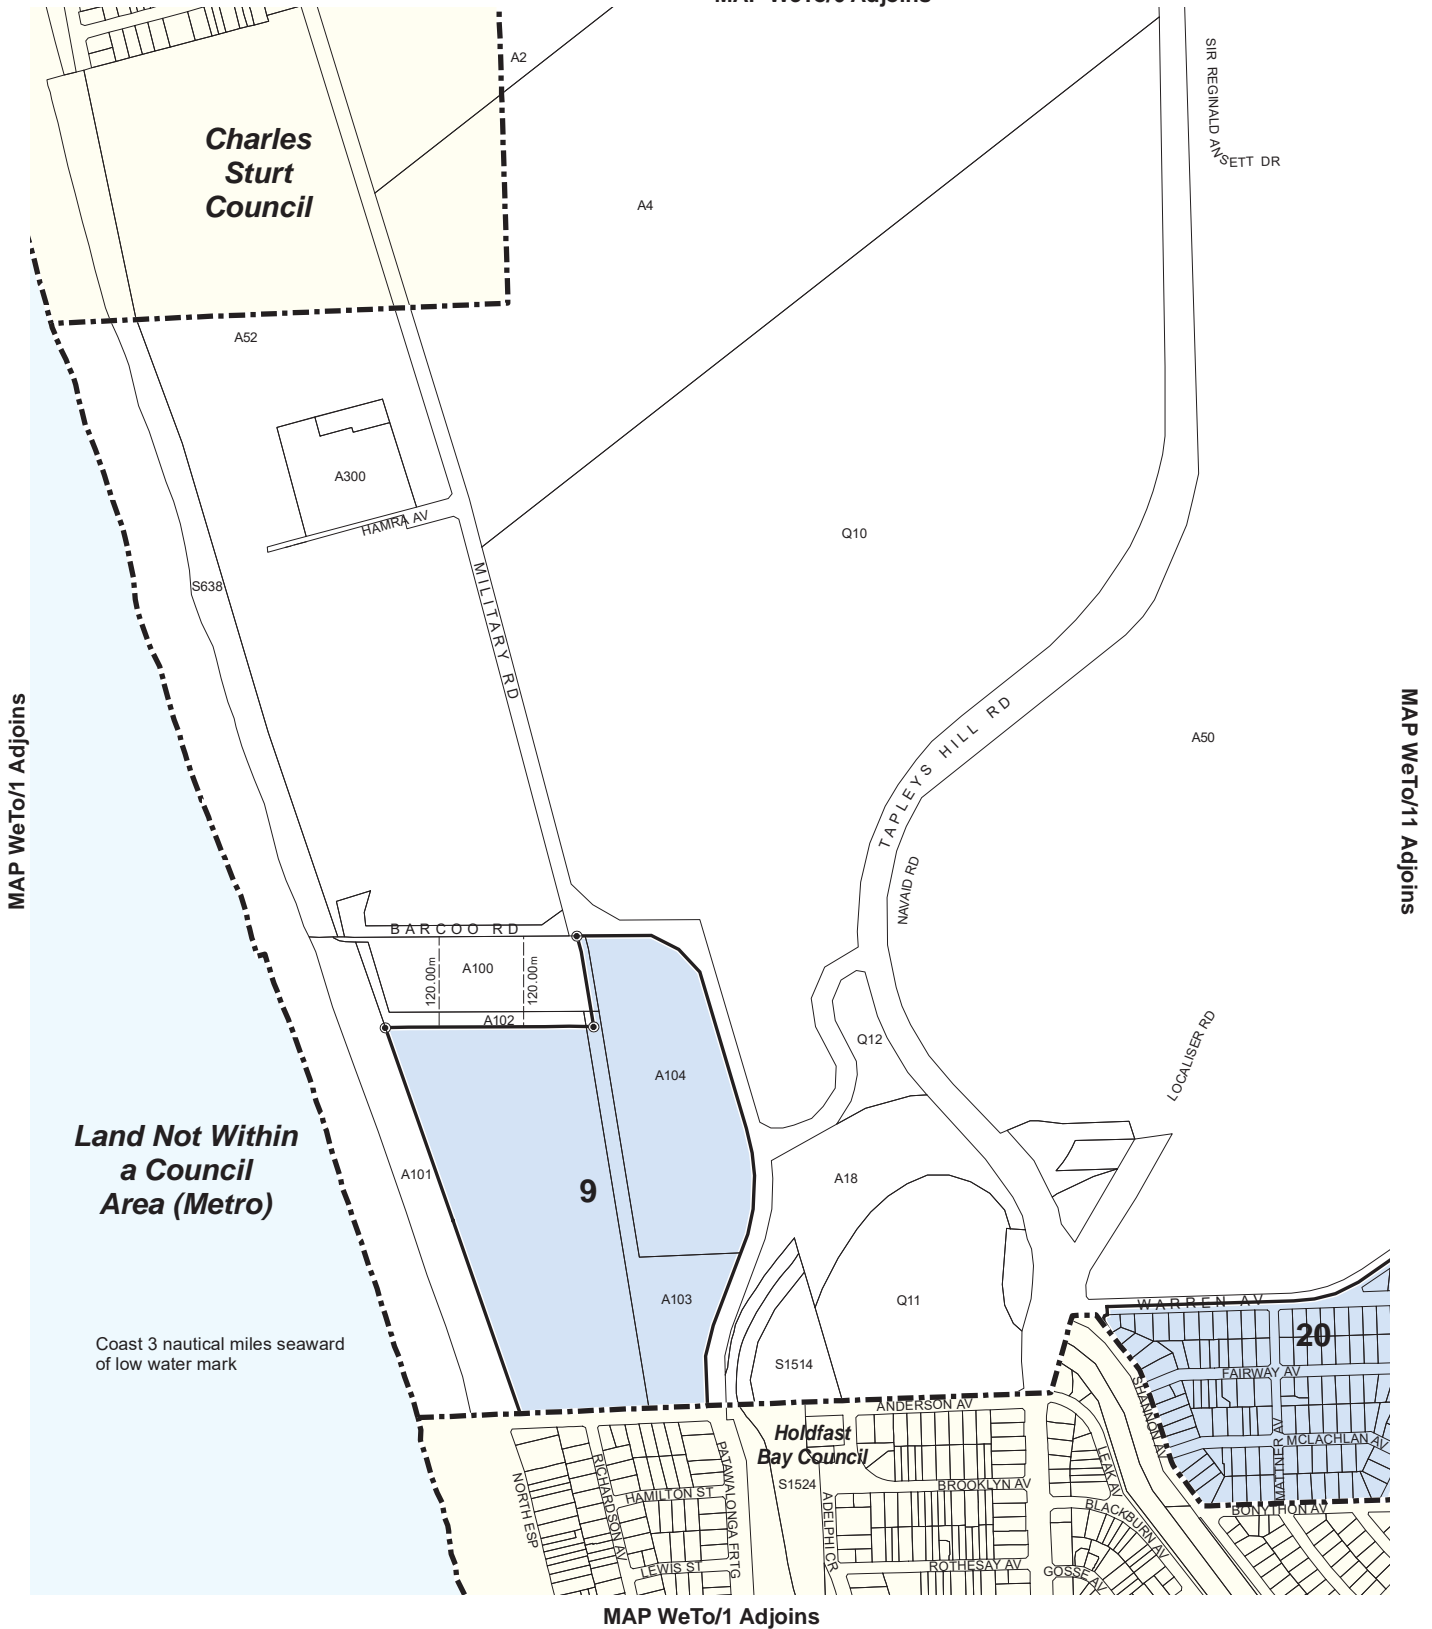 A2
SIR REGINALD ANSETT DR
Charles
Sturt
Council
A4
A52
A300
HAMRA AV
Q10
S638
MILITARY RD
TAPLEYS HILL RD
A50
MAP WeTo/1 Adjoins
MAP WeTo/11 Adjoins
NAVAID RD
BARCOO RD
120.00m
A100
120.00m
A102
Q12
LOCALISER RD
A104
Land Not Within
a Council
Area (Metro)
A101
9
A18
A103
Q11
WARREN AV
20
Coast 3 nautical miles seaward
of low water mark
S1514
FAIRWAY AV
SHANNON AV
ANDERSON AV
Holdfast
Bay Council
MATTNER AV
MCLACHLAN AV
LEAK AV
S1524
BROOKLYN AV
NORTH ESP
RICHARDSON AV
HAMILTON ST
PATAWALONGA FRTG
ADELPHI CR
BLACKBURN AV
BONYTHON AV
LEWIS ST
ROTHESAY AV
GOSSE AV
MAP WeTo/1 Adjoins